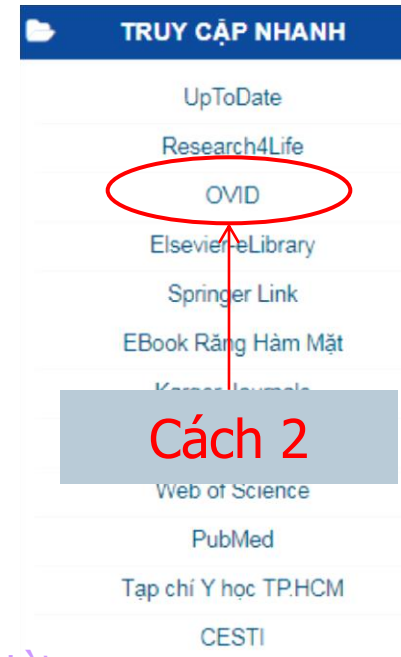 TRUY CẬP NHANH
UpToDate
Research4Life
OVID
Elsevier-eLibrary
Springer Link
EBook Răng Hàm Mặt
Cách 2
Web of Science
PubMed
Tạp chí Y học TP.HCM
CESTI